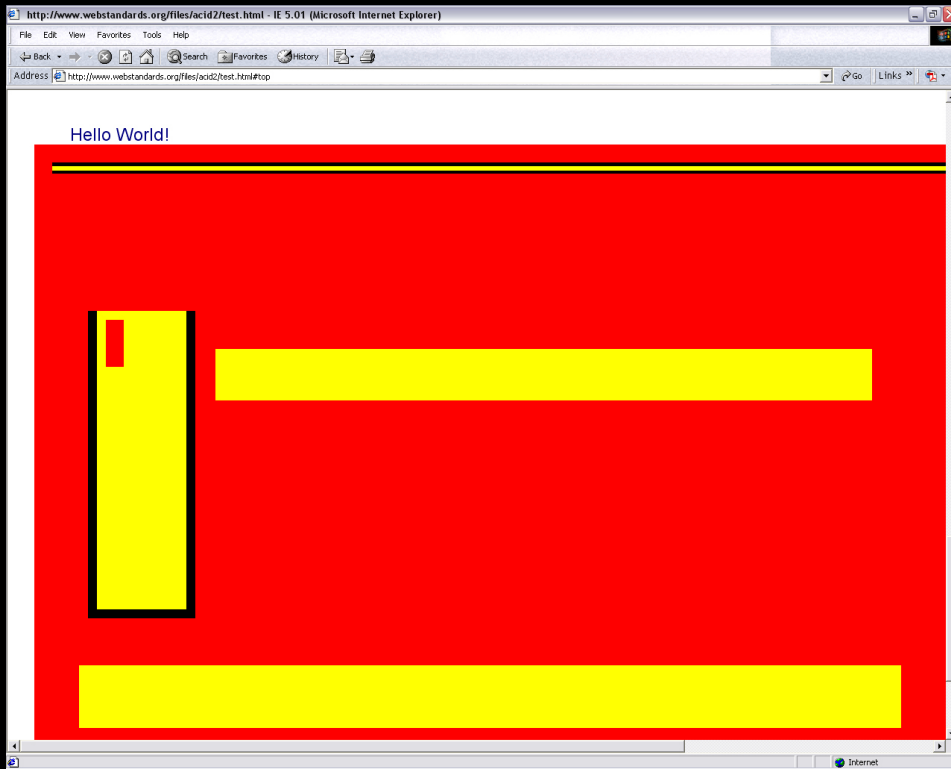 http://www.webstandards.org/files/acid2/test.html - IE 5.01 (Microsoft Internet Explorer)
File Edit View Favorites Tools Help
Back Search Favorites History
Address http://www.webstandards.org/files/acid2/test.html#top Go Links »
Hello World!
Internet